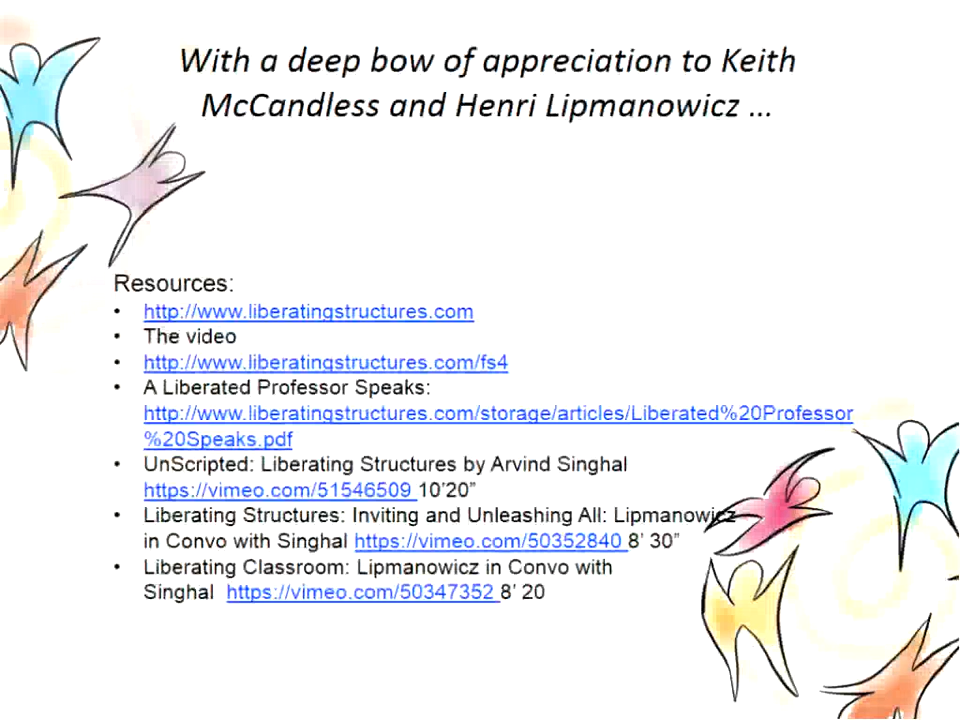 With a deep bow of appreciation to Keith
McCandless and Henri Lipmanowicz ...
Resources:
• http://www.liberatingstructures.com
• The video
• http://www.liberatingstructures.com/fs4
• A Liberated Professor Speaks:
http://www.liberatingstructures.com/storage/articles/Liberated%20Professor
%20Speaks.pdf
• UnScripted: Liberating Structures by Arvind Singhal
https://vimeo.com/51546509 10’20”
• Liberating Structures: Inviting and Unleashing All: Lipmanowicz
in Convo with Singhal https://vimeo.com/50352840 8’ 30”
• Liberating Classroom: Lipmanowicz in Convo with
Singhal https://vimeo.com/50347352 8’ 20